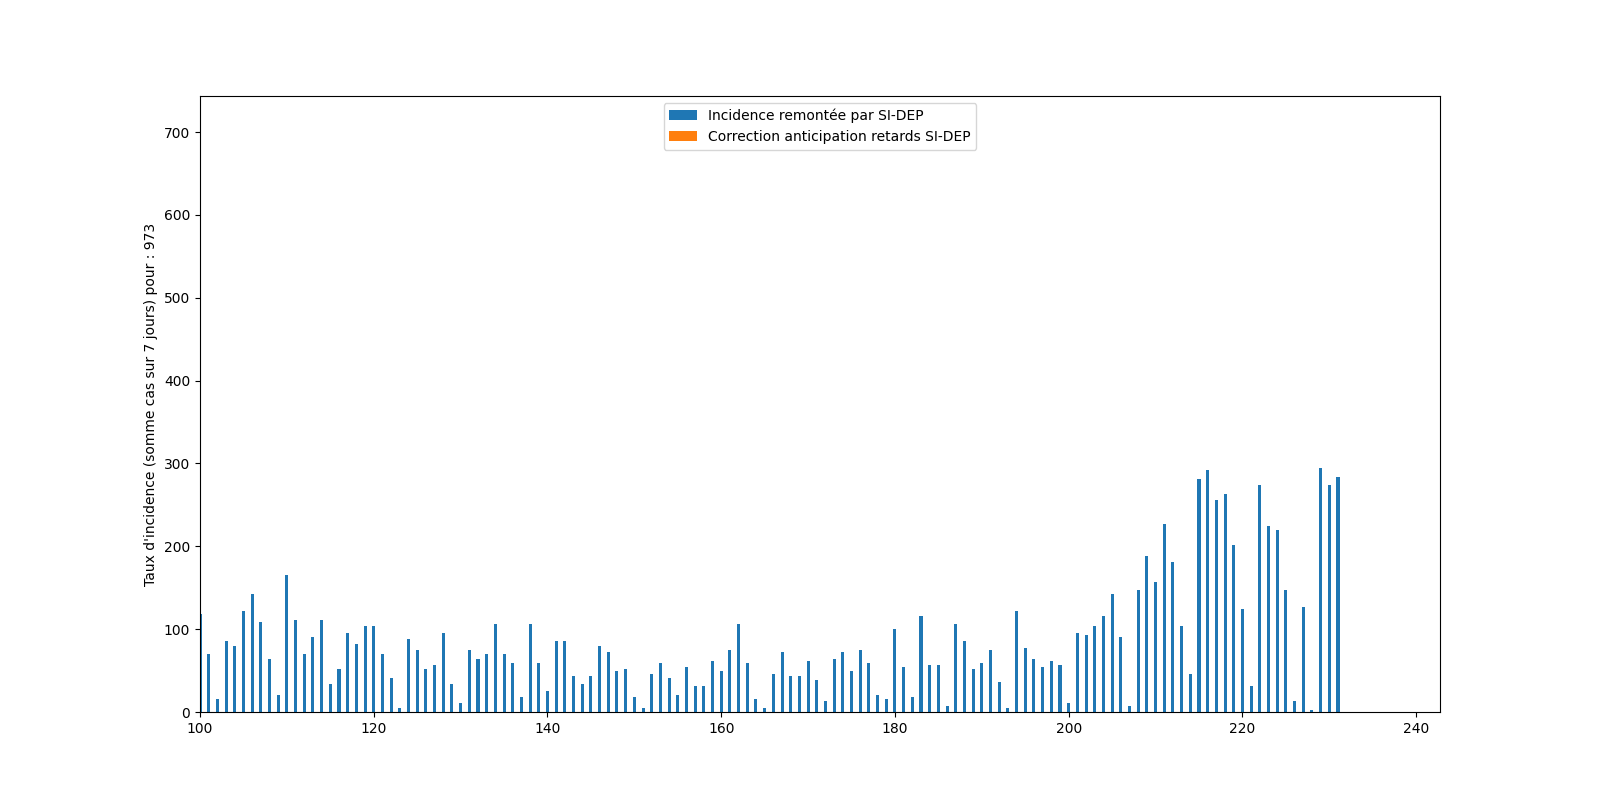 Incidence remontée par SI-DEP
Correction anticipation retards SI-DEP
Taux d'incidence (somme cas sur 7 jours) pour : 973
700
600
500
400
300
200
100
0
100 120 140 160 180 200 220 240